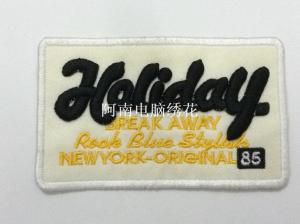 Holiday
阿南电脑绣花
BREAK AWAY
Rock Blue Stylish
NEWYORK-ORIGINAL 85